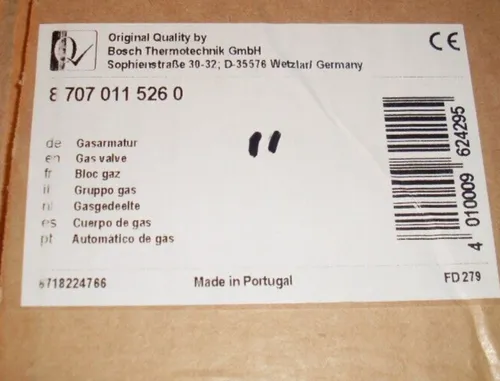 Original Quality by
Bosch Thermotechnik GmbH
Sophienstraße 30-32; D-35576 Wetzlar/ Germany
CE
8 707 011 526 0
11
de Gasarmatur
en Gas valve
fr Bloc gaz
it Gruppo gas
nl Gasgedeelte
es Cuerpo de gas
pt Automático de gas
4 010009 624295
6718224766
Made in Portugal
FD 279